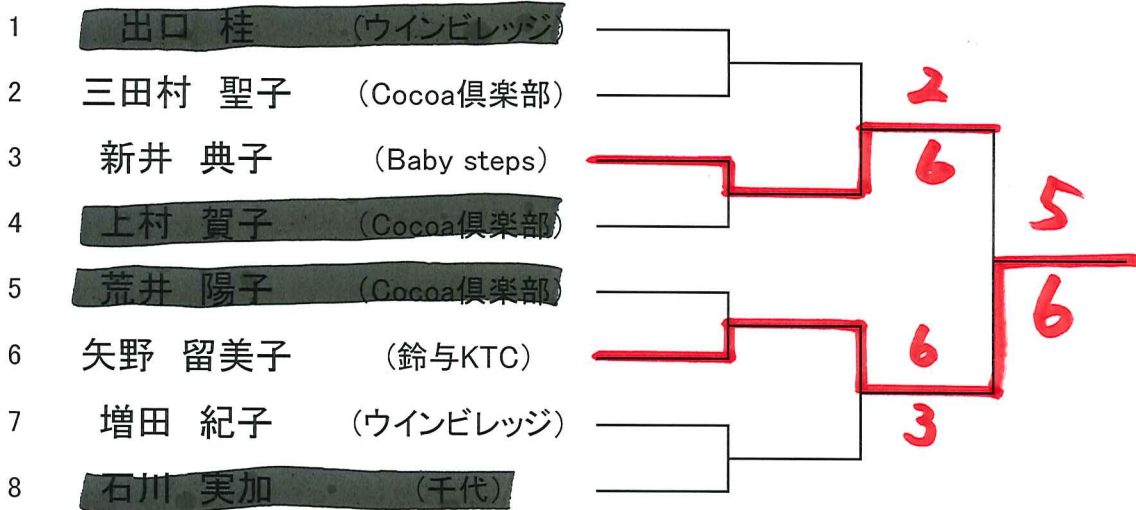 1 出口 桂 (ウインビレッジ)
2 三田村 聖子 (Cocoa倶楽部)
2
3 新井 典子 (Baby steps)
6
4 上村 賀子 (Cocoa倶楽部)
5
5 荒井 陽子 (Cocoa倶楽部)
6
6 矢野 留美子 (鈴与KTC)
6
7 増田 紀子 (ウインビレッジ)
3
8 石川 実加 (千代)